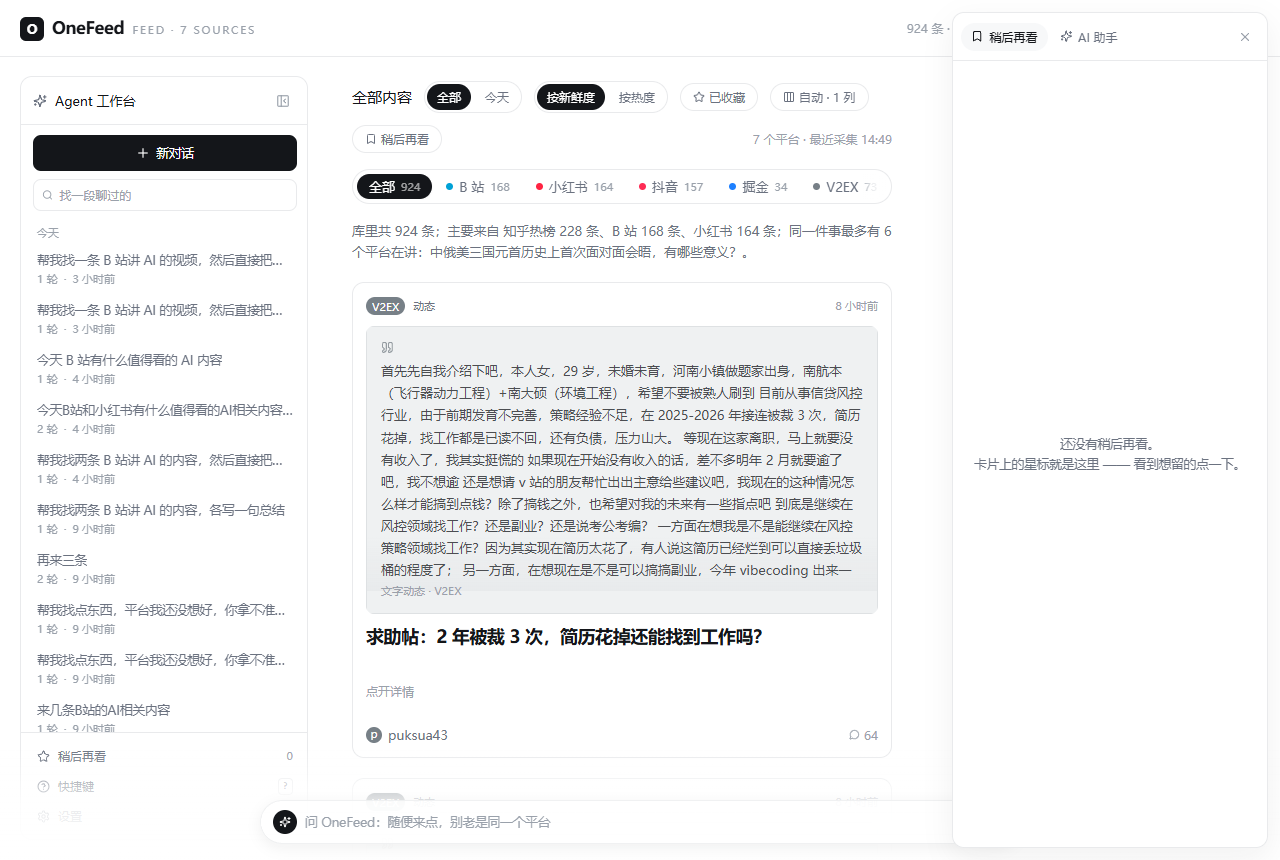 OneFeed FEED · 7 SOURCES
924 条 ·
Agent 工作台
+ 新对话
找一段聊过的
今天
帮我找一条 B 站讲 AI 的视频，然后直接把...
1 轮 · 3 小时前
帮我找一条 B 站讲 AI 的视频，然后直接把...
1 轮 · 3 小时前
今天 B 站有什么值得看的 AI 内容
1 轮 · 4 小时前
今天B站和小红书有什么值得看的AI相关内容...
2 轮 · 4 小时前
帮我找两条 B 站讲 AI 的内容，然后直接把...
1 轮 · 4 小时前
帮我找两条 B 站讲 AI 的内容，各写一句总结
1 轮 · 9 小时前
再来三条
2 轮 · 9 小时前
帮我找点东西，平台我还没想好，你拿不准...
1 轮 · 9 小时前
帮我找点东西，平台我还没想好，你拿不准...
1 轮 · 9 小时前
来几条B站的AI相关内容
1 轮 · 9 小时前
稍后再看 0
快捷键 ?
设置
全部内容 全部 今天 按新鲜度 按热度 已收藏 自动 · 1 列
稍后再看 7 个平台 · 最近采集 14:49
全部 924 B 站 168 小红书 164 抖音 157 掘金 34 V2EX 73
库里共 924 条；主要来自 知乎热榜 228 条、B 站 168 条、小红书 164 条；同一件事最多有 6
个平台在讲：中俄美三国元首历史上首次面对面会晤，有哪些意义？。
V2EX 动态 8 小时前
首先先自我介绍下吧，本人女，29 岁，未婚未育，河南小镇做题家出身，南航本
（飞行器动力工程）+南大硕（环境工程），希望不要被熟人刷到 目前从事信贷风控
行业，由于前期发育不完善，策略经验不足，在 2025-2026 年接连被裁 3 次，简历
花掉，找工作都是已读不回，还有负债，压力山大。 等现在这家离职，马上就要没
有收入了，我其实挺慌的 如果现在开始没有收入的话，差不多明年 2 月就要逾了
吧，我不想逾 还是想请 v 站的朋友帮忙出出主意给些建议吧，我现在的这种情况怎
么样才能搞到点钱？除了搞钱之外，也希望对我的未来有一些指点吧 到底是继续在
风控领域找工作？还是副业？还是说考公考编？ 一方面在想我是不是能继续在风控
策略领域找工作？因为其实现在简历太花了，有人说这简历已经烂到可以直接丢垃圾
桶的程度了； 另一方面，在想现在是不是可以搞搞副业，今年 vibecoding 出来一
文字动态 · V2EX
求助帖：2 年被裁 3 次，简历花掉还能找到工作吗？
点开详情
p puksua43 64
问 OneFeed：随便来点，别老是同一个平台
稍后再看 AI 助手
还没有稍后再看。
卡片上的星标就是这里 —— 看到想留的点一下。